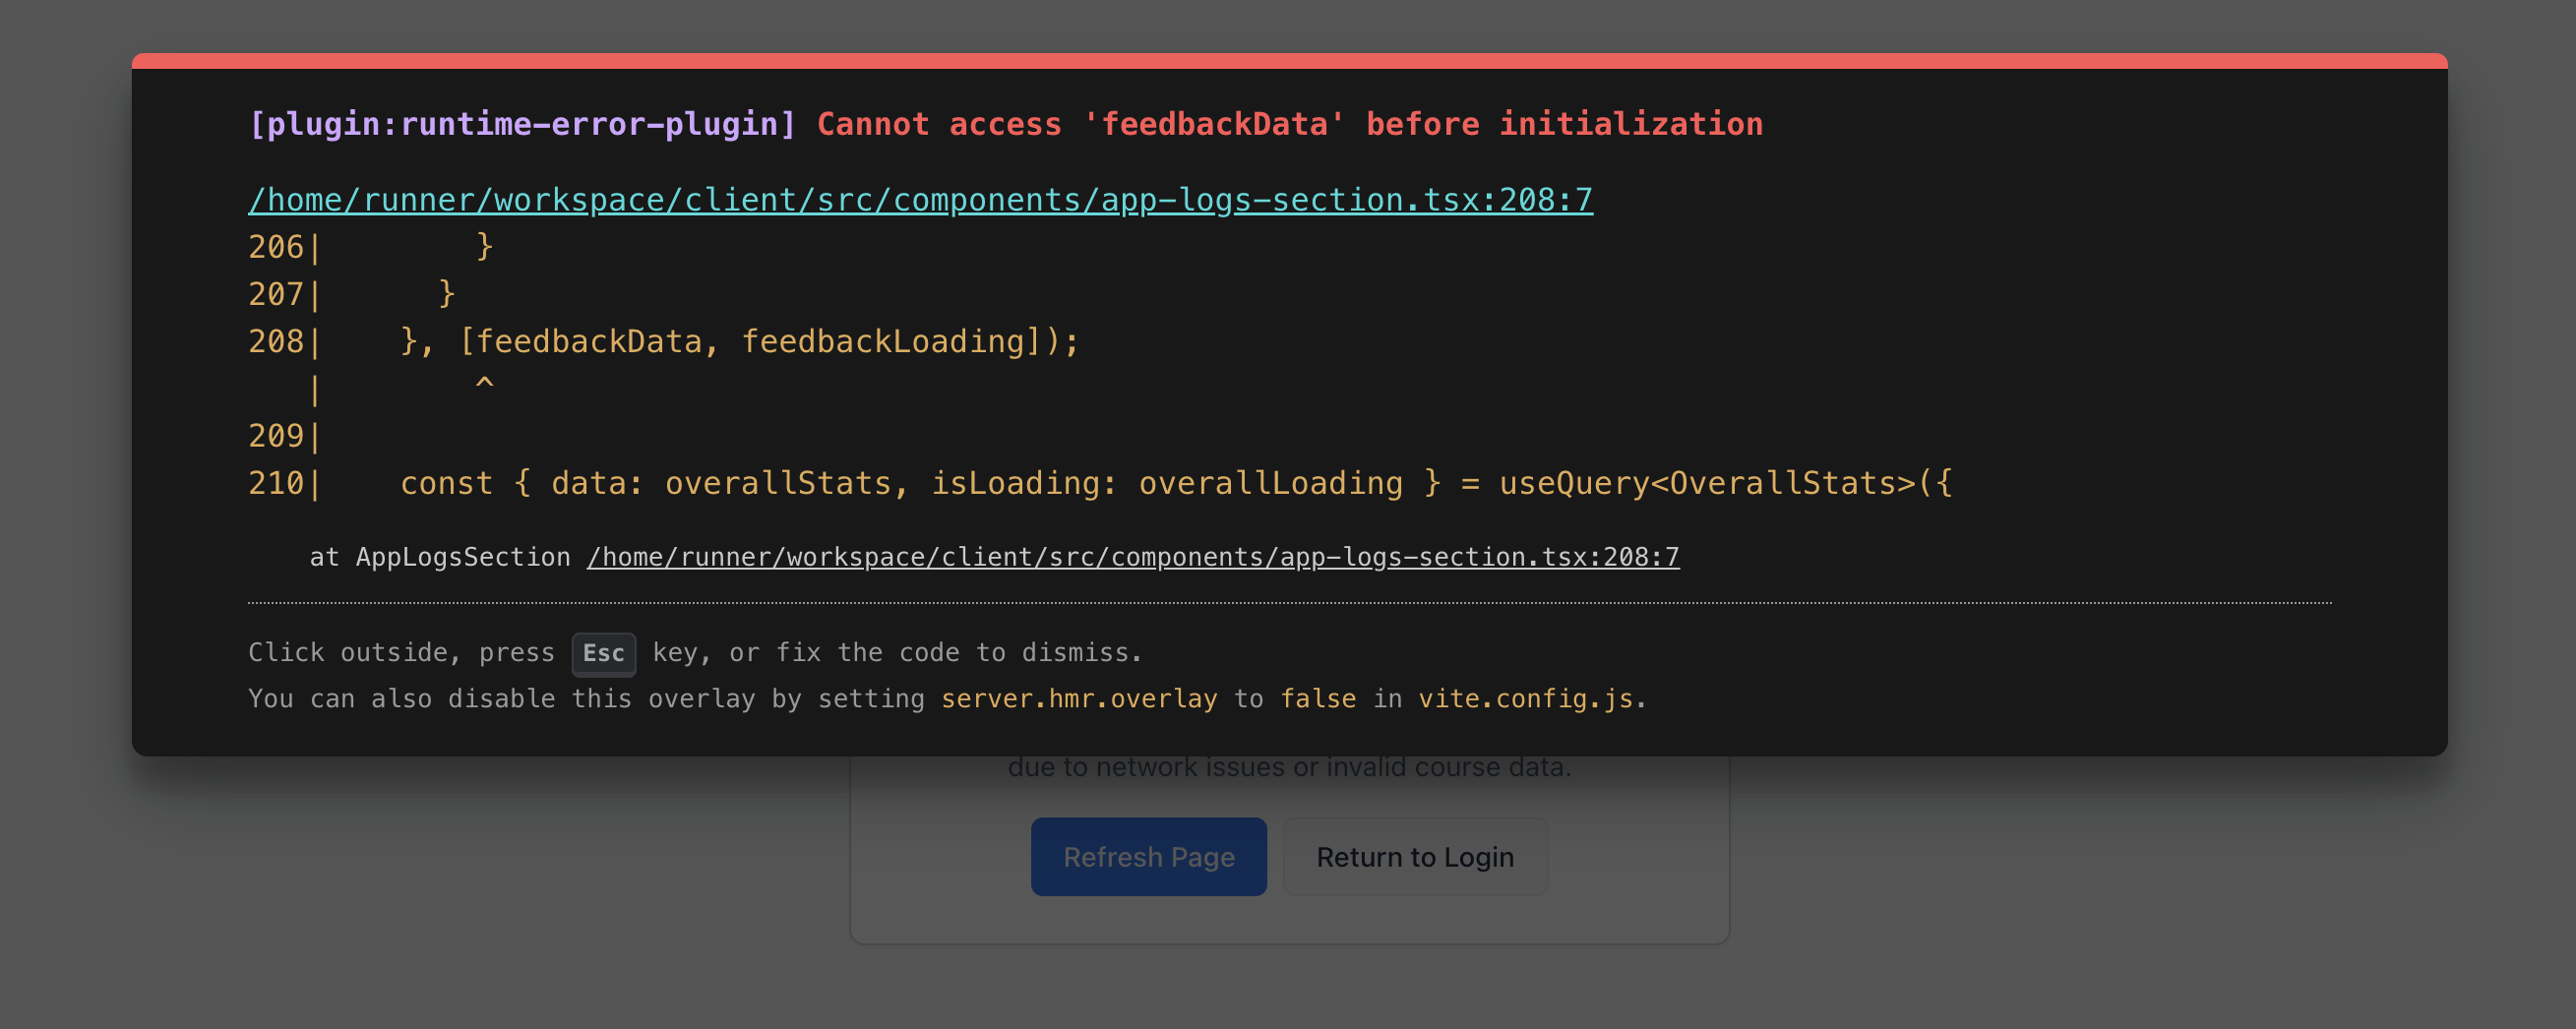 [plugin:runtime-error-plugin] Cannot access 'feedbackData' before initialization
/home/runner/workspace/client/src/components/app-logs-section.tsx:208:7
206|        }
207|      }
208|    }, [feedbackData, feedbackLoading]);
   |        ^
209|
210|    const { data: overallStats, isLoading: overallLoading } = useQuery<OverallStats>({
at AppLogsSection /home/runner/workspace/client/src/components/app-logs-section.tsx:208:7
Click outside, press Esc key, or fix the code to dismiss.
You can also disable this overlay by setting server.hmr.overlay to false in vite.config.js.
due to network issues or invalid course data.
Refresh Page
Return to Login